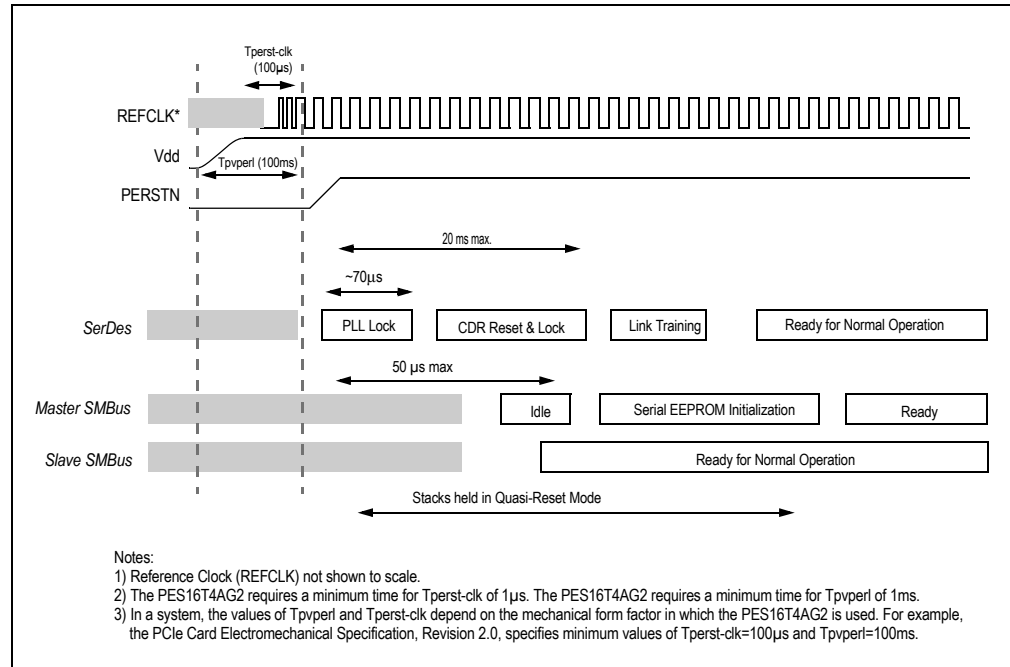 Tperst-clk
(100µs)
REFCLK*
Vdd
Tpvperl (100ms)
PERSTN
20 ms max.
~70µs
SerDes
PLL Lock
CDR Reset & Lock
Link Training
Ready for Normal Operation
50 µs max
Master SMBus
Idle
Serial EEPROM Initialization
Ready
Slave SMBus
Ready for Normal Operation
Stacks held in Quasi-Reset Mode
Notes:
1) Reference Clock (REFCLK) not shown to scale.
2) The PES16T4AG2 requires a minimum time for Tperst-clk of 1µs. The PES16T4AG2 requires a minimum time for Tpvperl of 1ms.
3) In a system, the values of Tpvperl and Tperst-clk depend on the mechanical form factor in which the PES16T4AG2 is used. For example,
the PCIe Card Electromechanical Specification, Revision 2.0, specifies minimum values of Tperst-clk=100µs and Tpvperl=100ms.